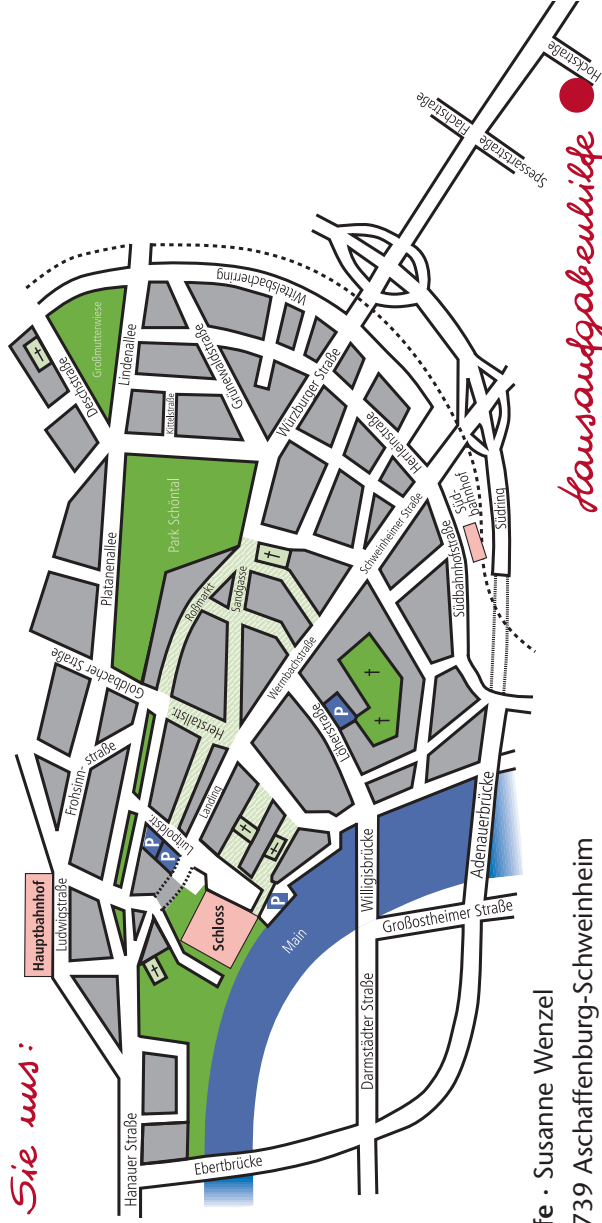 Sie uns:
Hauptbahnhof
Ludwigstraße
Hanauer Straße
Ebertbrücke
Frohsinn- straße
Goldbacher Straße
Platanenallee
Lindenallee
Deschstraße
Großmutterwiese
Kittelstraße
Grünewaldstraße
Wittelsbacherring
Würzburger Straße
Park Schöntal
Roßmarkt
Sandgasse
Herstallstr.
Luitpoldstr.
P
P
Landing
Schloss
P
Main
Wermbachstraße
Löherstraße
P
Schweinheimer Straße
Herrleinstraße
Südbahnhofstraße
Süd-
bahnhof
Südring
Willigisbrücke
Adenauerbrücke
Großostheimer Straße
Darmstädter Straße
Flachstraße
Spessartstraße
Hockstraße
Hausaufgabenhilfe
fe · Susanne Wenzel
739 Aschaffenburg-Schweinheim